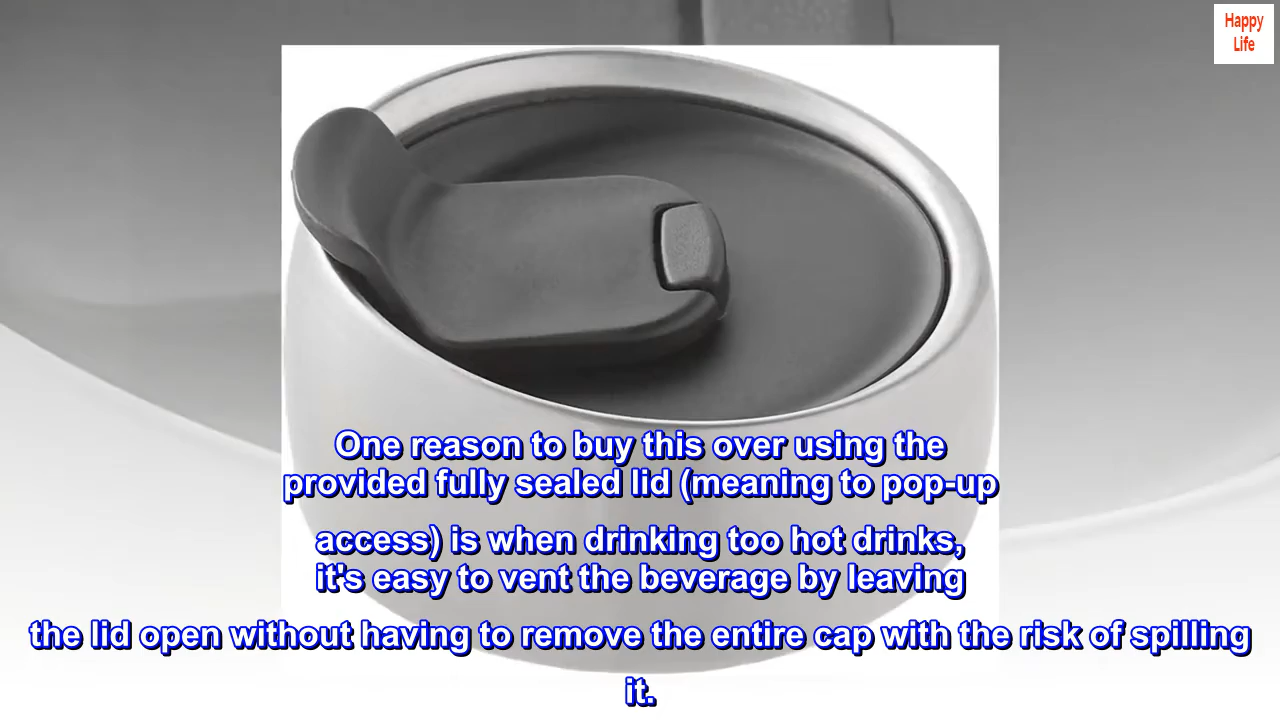 Happy
Life
One reason to buy this over using the
provided fully sealed lid (meaning to pop-up
access) is when drinking too hot drinks,
it's easy to vent the beverage by leaving
the lid open without having to remove the entire cap with the risk of spilling
it.